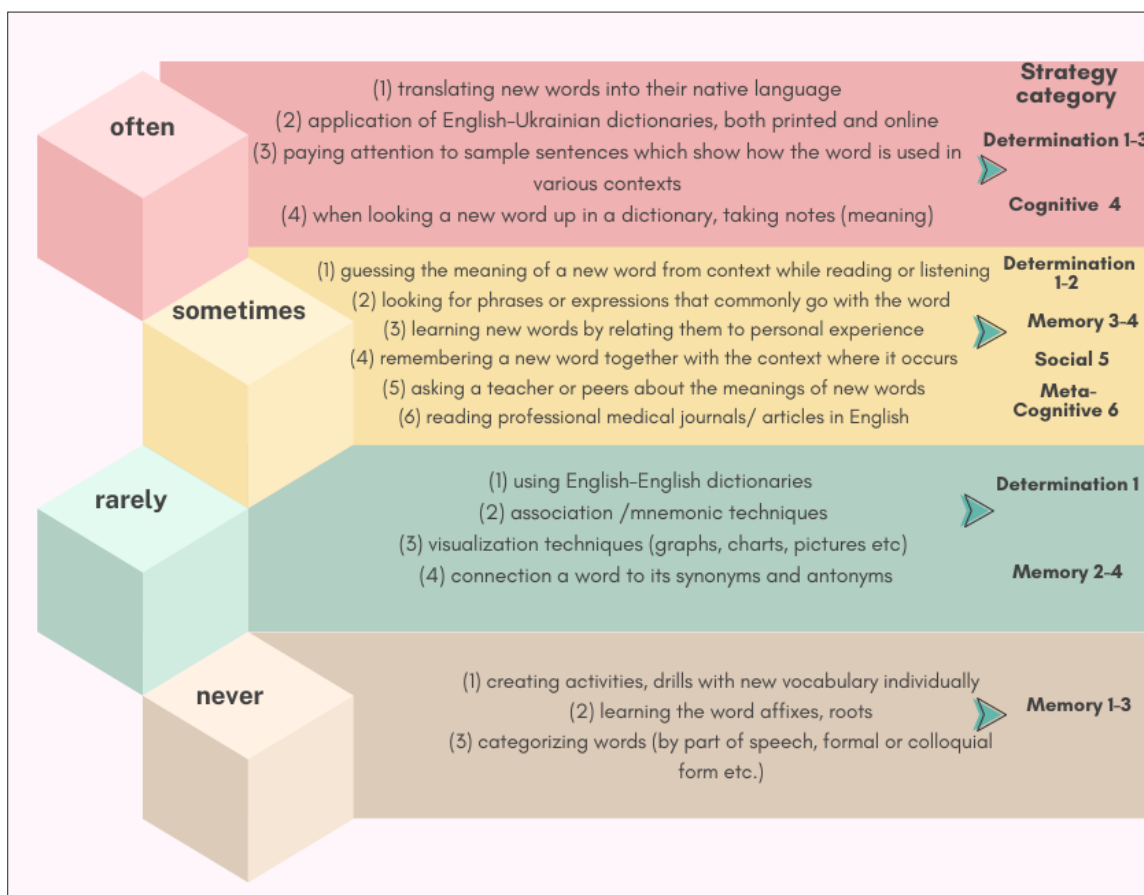 Strategy
category
often
(1) translating new words into their native language
(2) application of English-Ukrainian dictionaries, both printed and online
(3) paying attention to sample sentences which show how the word is used in
various contexts
(4) when looking a new word up in a dictionary, taking notes (meaning)
Determination 1-3
Cognitive 4
sometimes
(1) guessing the meaning of a new word from context while reading or listening
(2) looking for phrases or expressions that commonly go with the word
(3) learning new words by relating them to personal experience
(4) remembering a new word together with the context where it occurs
(5) asking a teacher or peers about the meanings of new words
(6) reading professional medical journals/ articles in English
Determination
1-2
Memory 3-4
Social 5
Meta-
Cognitive 6
rarely
(1) using English-English dictionaries
(2) association /mnemonic techniques
(3) visualization techniques (graphs, charts, pictures etc)
(4) connection a word to its synonyms and antonyms
Determination 1
Memory 2-4
never
(1) creating activities, drills with new vocabulary individually
(2) learning the word affixes, roots
(3) categorizing words (by part of speech, formal or colloquial
form etc.)
Memory 1-3